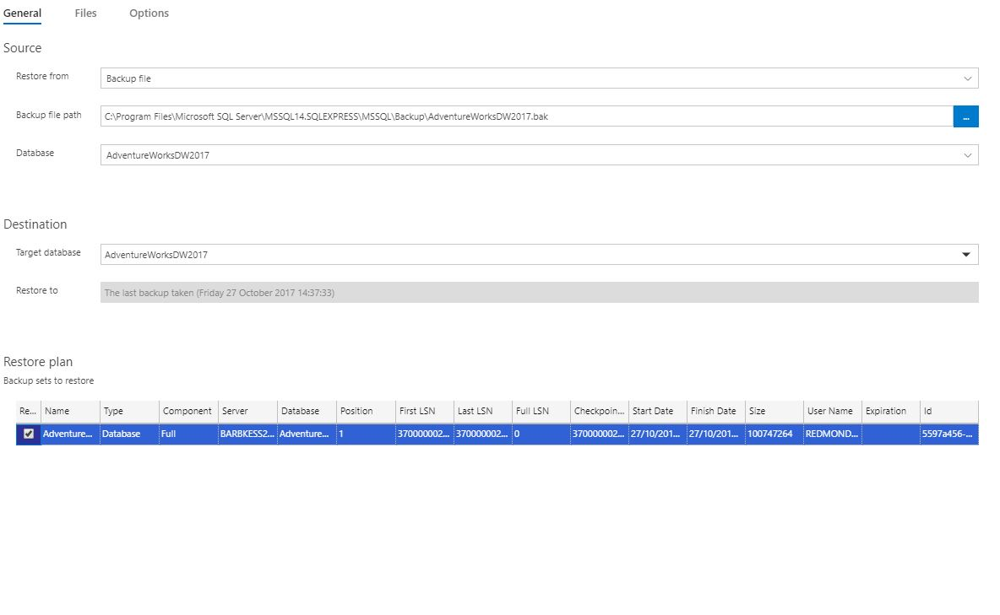 General Files Options
Source
Restore from Backup file
Backup file path C:\Program Files\Microsoft SQL Server\MSSQL14.SQLEXPRESS\MSSQL\Backup\AdventureWorksDW2017.bak ...
Database AdventureWorksDW2017
Destination
Target database AdventureWorksDW2017
Restore to The last backup taken (Friday 27 October 2017 14:37:33)
Restore plan
Backup sets to restore
Re... Name Type Component Server Database Position First LSN Last LSN Full LSN Checkpoin... Start Date Finish Date Size User Name Expiration Id
Adventure... Database Full BARBKESS2... Adventure... 1 370000002... 370000002... 0 370000002... 27/10/201... 27/10/201... 100747264 REDMOND... 5597a456-...